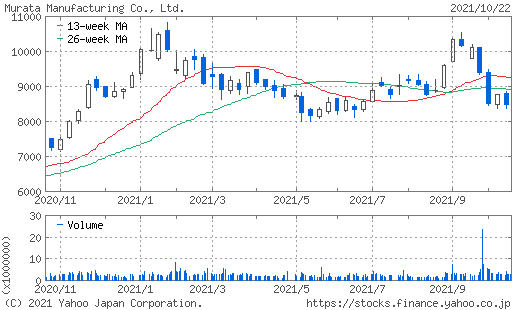 Murata Manufacturing Co., Ltd. 2021/10/22
11000
13-week MA
26-week MA
10000
9000
8000
7000
6000
2020/11 2021/1 2021/3 2021/5 2021/7 2021/9
30
Volume
20
10
0
(x1000000)
2020/11 2021/1 2021/3 2021/5 2021/7 2021/9
(C) 2021 Yahoo Japan Corporation. https://stocks.finance.yahoo.co.jp/